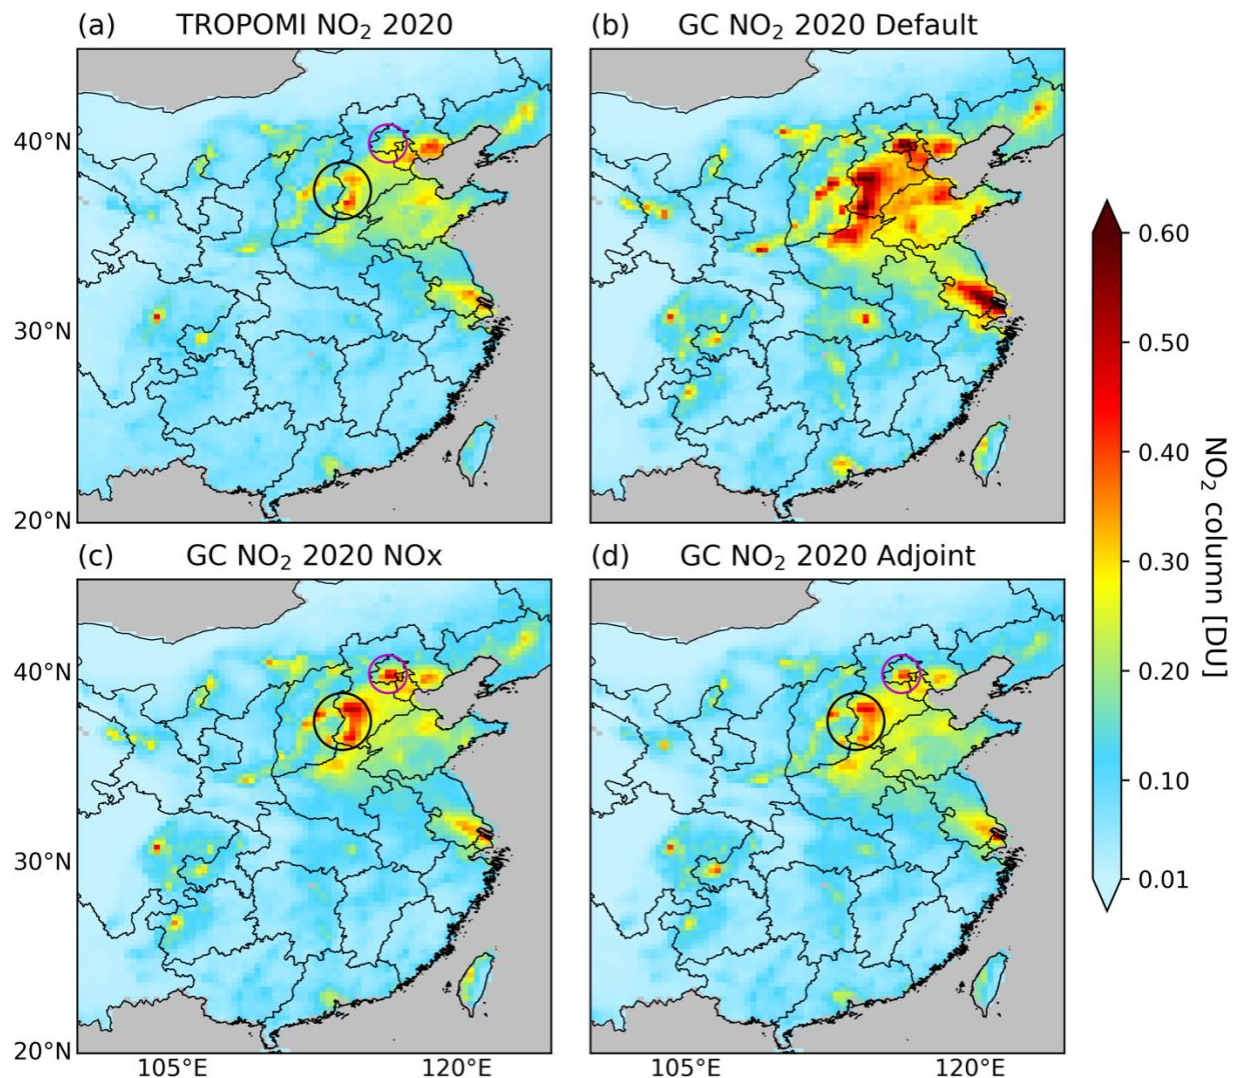 (a) TROPOMI NO₂ 2020
(b) GC NO₂ 2020 Default
40°N
30°N
20°N
(c) GC NO₂ 2020 NOx
(d) GC NO₂ 2020 Adjoint
40°N
30°N
20°N
105°E 120°E
105°E 120°E
0.60
0.50
0.40
0.30
0.20
0.10
0.01
NO₂ column [DU]